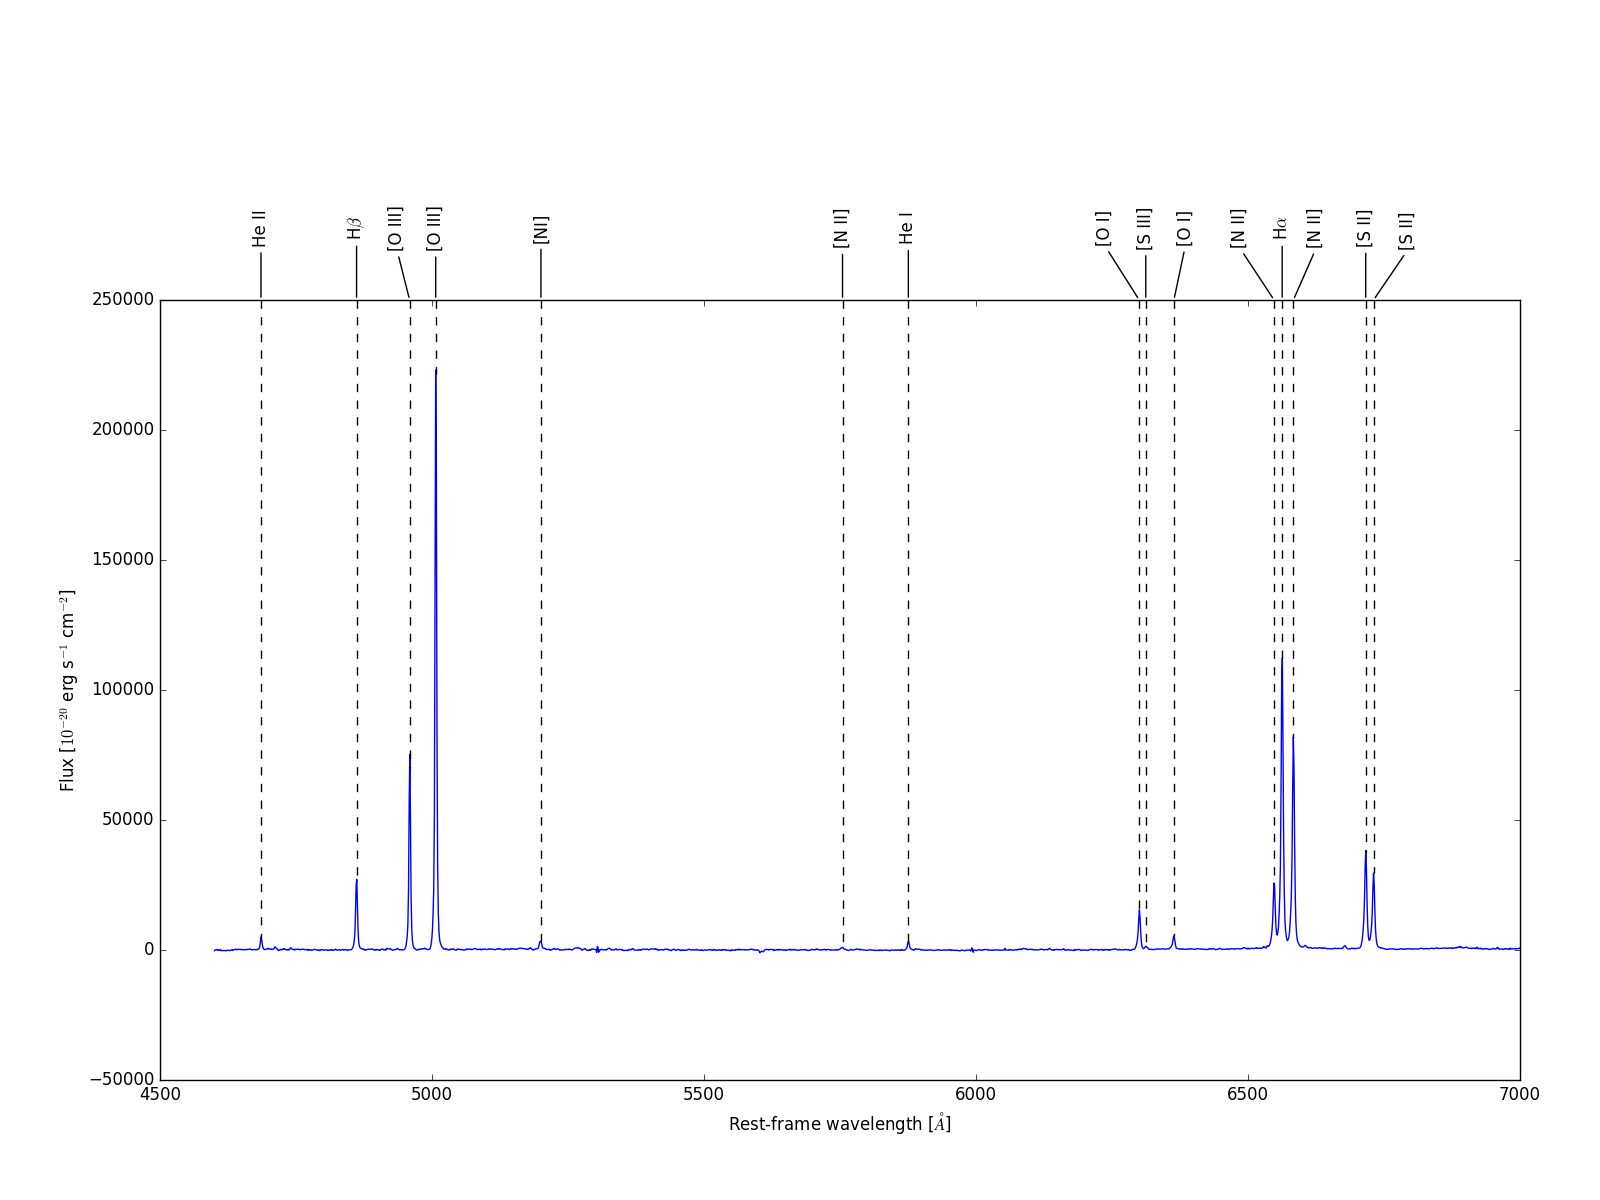 He II
Hβ
[O III]
[O III]
[NI]
[N II]
He I
[O I]
[S III]
[O I]
[N II]
Hα
[N II]
[S II]
[S II]
250000
200000
150000
100000
50000
0
−50000
Flux [10⁻²⁰ erg s⁻¹ cm⁻²]
4500
5000
5500
6000
6500
7000
Rest-frame wavelength [Å]